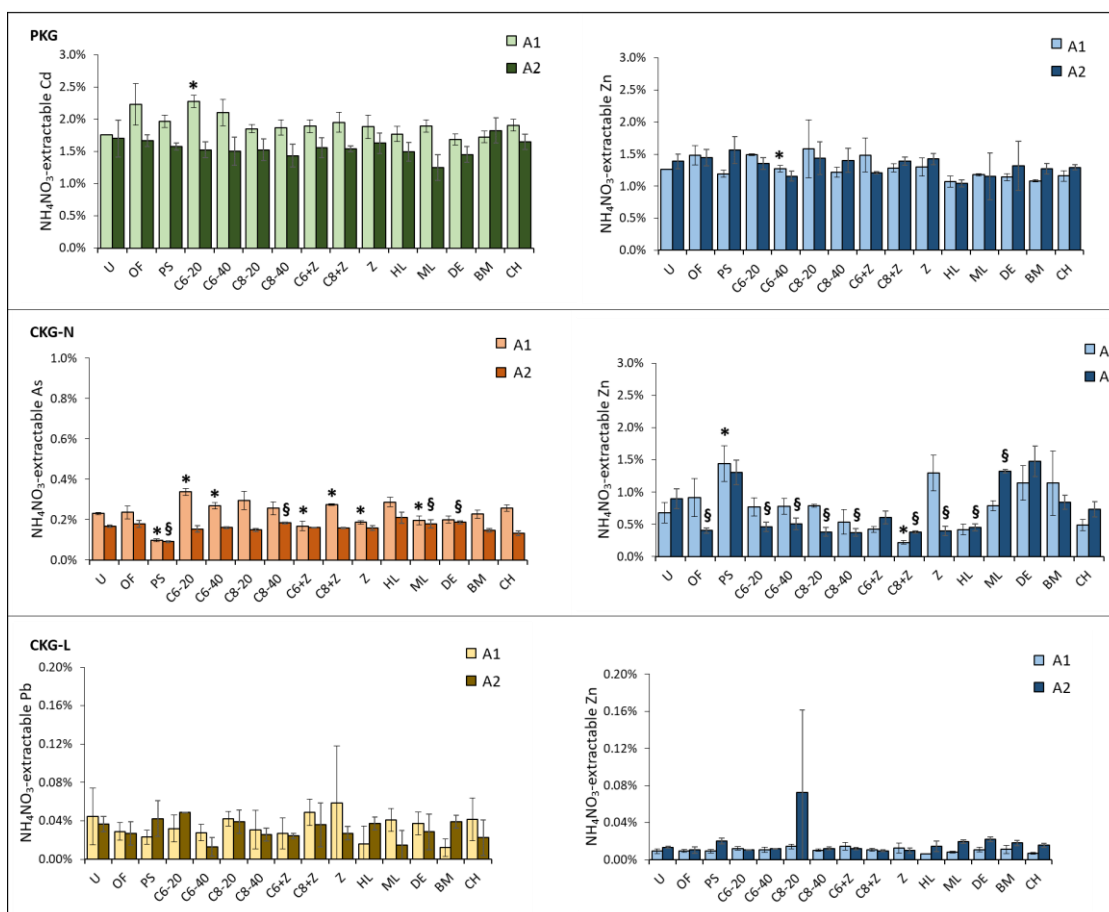 PKG
A1
A2
NH₄NO₃-extractable Cd
3.0%
2.5%
2.0%
1.5%
1.0%
0.5%
0.0%
*
U OF PS C6-20 C6-40 C8-20 C8-40 C6+Z C8+Z Z HL ML DE BM CH
A1
A2
NH₄NO₃-extractable Zn
3.0%
2.5%
2.0%
1.5%
1.0%
0.5%
0.0%
*
U OF PS C6-20 C6-40 C8-20 C8-40 C6+Z C8+Z Z HL ML DE BM CH
CKG-N
A1
A2
NH₄NO₃-extractable As
1.0%
0.8%
0.6%
0.4%
0.2%
0.0%
* § * * § * * * * § §
U OF PS C6-20 C6-40 C8-20 C8-40 C6+Z C8+Z Z HL ML DE BM CH
A
A
NH₄NO₃-extractable Zn
3.0%
2.5%
2.0%
1.5%
1.0%
0.5%
0.0%
§ * § § § § * § § §
U OF PS C6-20 C6-40 C8-20 C8-40 C6+Z C8+Z Z HL ML DE BM CH
CKG-L
A1
A2
NH₄NO₃-extractable Pb
0.20%
0.16%
0.12%
0.08%
0.04%
0.00%
U OF PS C6-20 C6-40 C8-20 C8-40 C6+Z C8+Z Z HL ML DE BM CH
A1
A2
NH₄NO₃-extractable Zn
0.20%
0.16%
0.12%
0.08%
0.04%
0.00%
U OF PS C6-20 C6-40 C8-20 C8-40 C6+Z C8+Z Z HL ML DE BM CH